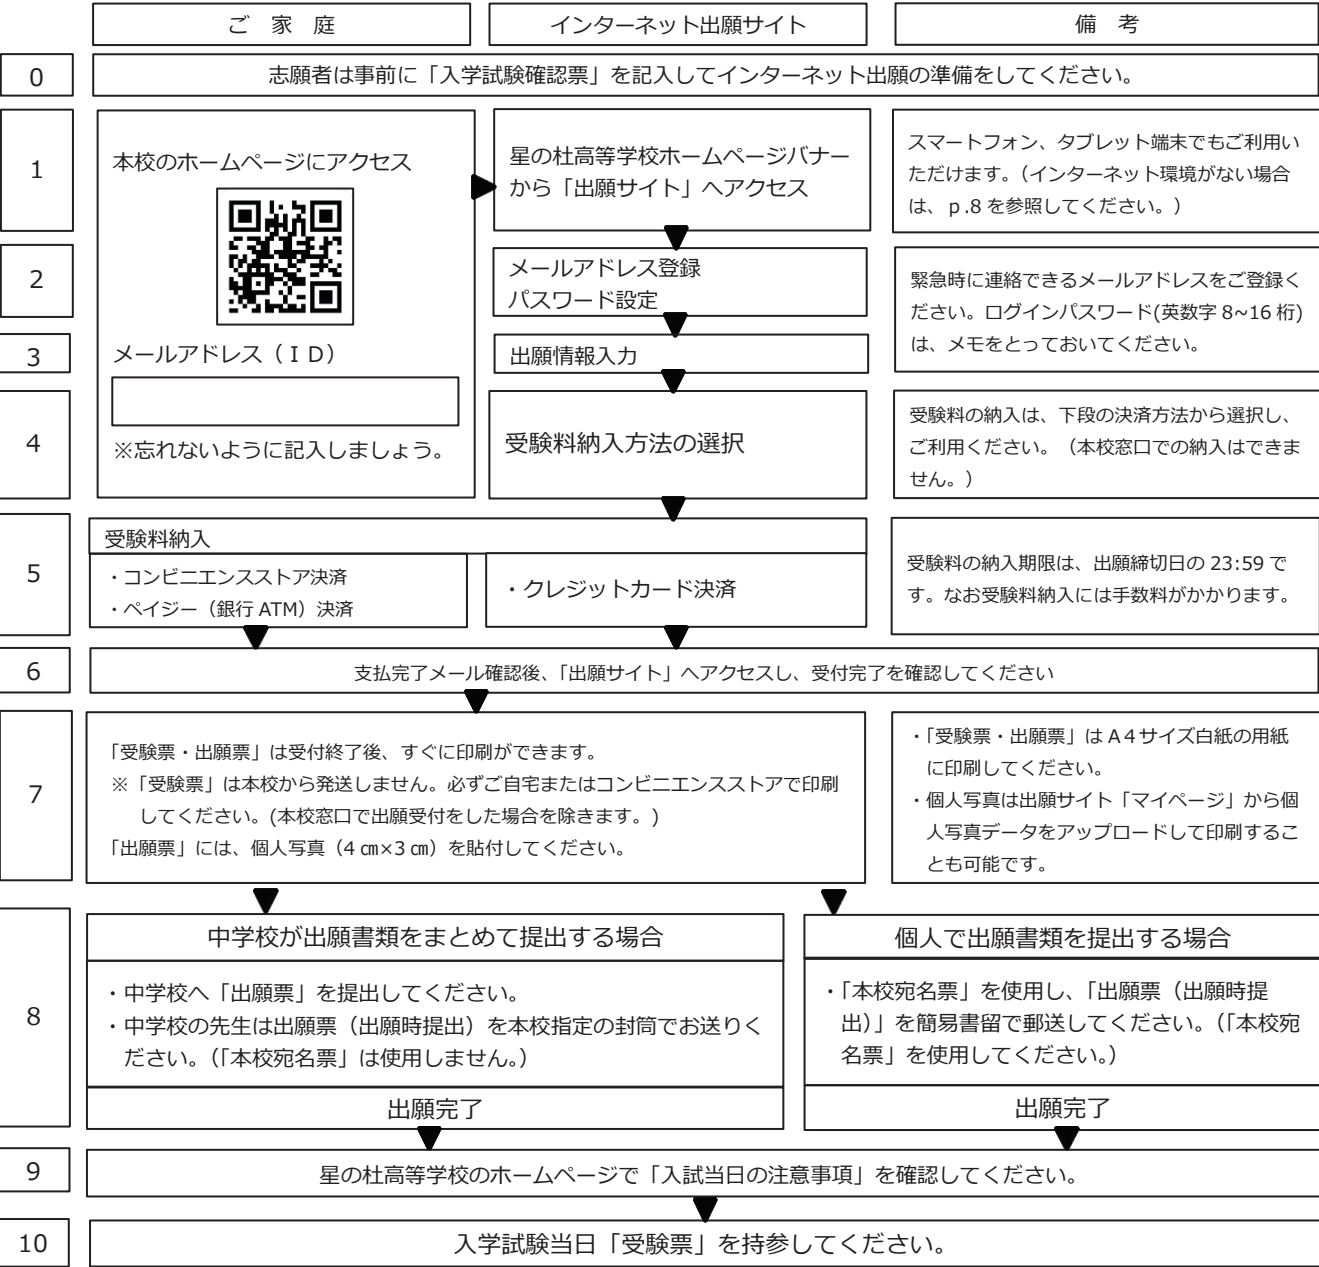 ご 家 庭
インターネット出願サイト
備 考
0
志願者は事前に「入学試験確認票」を記入してインターネット出願の準備をしてください。
1
本校のホームページにアクセス
星の杜高等学校ホームページバナー
から「出願サイト」へアクセス
スマートフォン、タブレット端末でもご利用い
ただけます。（インターネット環境がない場合
は、ｐ.8 を参照してください。）
2
メールアドレス登録
パスワード設定
緊急時に連絡できるメールアドレスをご登録く
ださい。ログインパスワード(英数字 8~16 桁)
は、メモをとっておいてください。
3
メールアドレス（ＩＤ）
出願情報入力
4
※忘れないように記入しましょう。
受験料納入方法の選択
受験料の納入は、下段の決済方法から選択し、
ご利用ください。（本校窓口での納入はできま
せん。）
5
受験料納入
・コンビニエンスストア決済
・ペイジー（銀行 ATM）決済
・クレジットカード決済
受験料の納入期限は、出願締切日の 23:59 で
す。なお受験料納入には手数料がかかります。
6
支払完了メール確認後、「出願サイト」へアクセスし、受付完了を確認してください
7
「受験票・出願票」は受付終了後、すぐに印刷ができます。
※「受験票」は本校から発送しません。必ずご自宅またはコンビニエンスストアで印刷
してください。(本校窓口で出願受付をした場合を除きます。)
「出願票」には、個人写真（4 ㎝×3 ㎝）を貼付してください。
・「受験票・出願票」は A４サイズ白紙の用紙
に印刷してください。
・個人写真は出願サイト「マイページ」から個
人写真データをアップロードして印刷するこ
とも可能です。
8
中学校が出願書類をまとめて提出する場合
・中学校へ「出願票」を提出してください。
・中学校の先生は出願票（出願時提出）を本校指定の封筒でお送りく
ださい。（「本校宛名票」は使用しません。）
出願完了
個人で出願書類を提出する場合
・「本校宛名票」を使用し、「出願票（出願時提
出）」を簡易書留で郵送してください。（「本校宛
名票」を使用してください。）
出願完了
9
星の杜高等学校のホームページで「入試当日の注意事項」を確認してください。
10
入学試験当日「受験票」を持参してください。